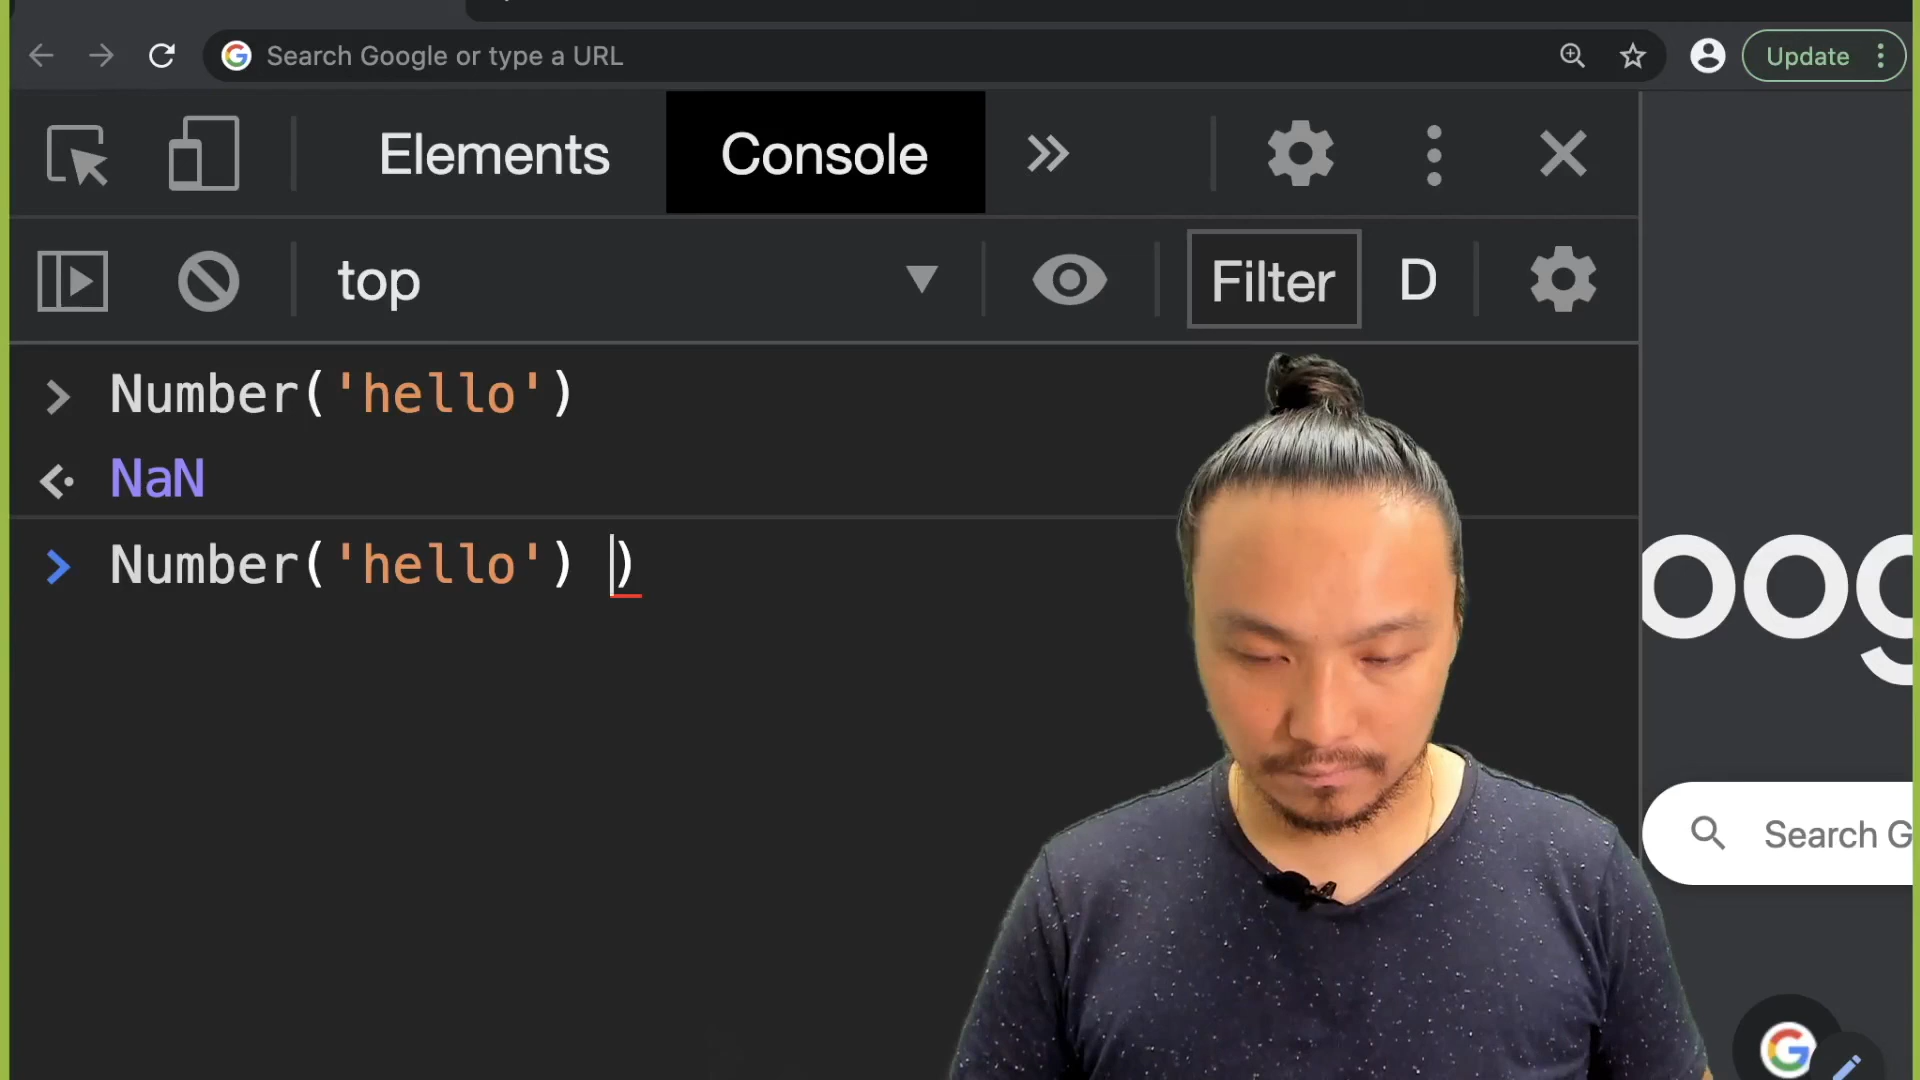 Search Google or type a URL
Update
Elements
Console
top
Filter
D
Number('hello')
NaN
Number('hello') )
oog
Search G